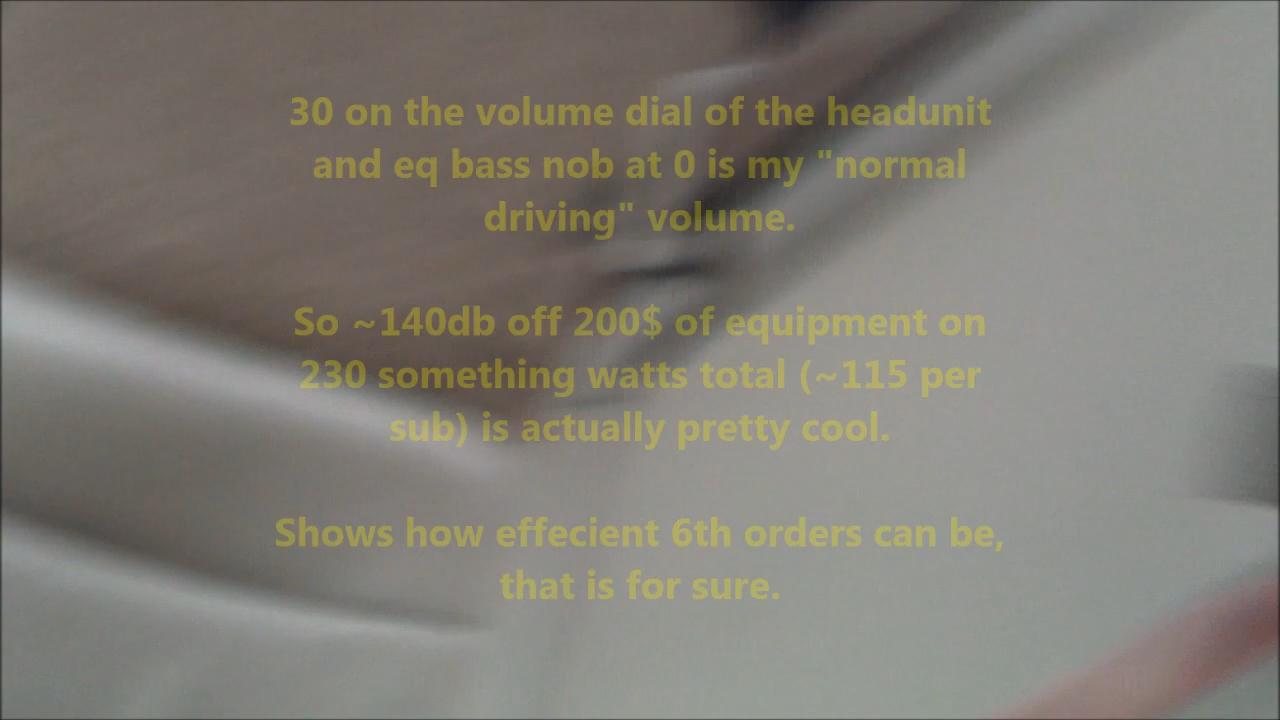 30 on the volume dial of the headunit
and eq bass nob at 0 is my "normal
driving" volume.
So ~140db off 200$ of equipment on
230 something watts total (~115 per
sub) is actually pretty cool.
Shows how effecient 6th orders can be,
that is for sure.